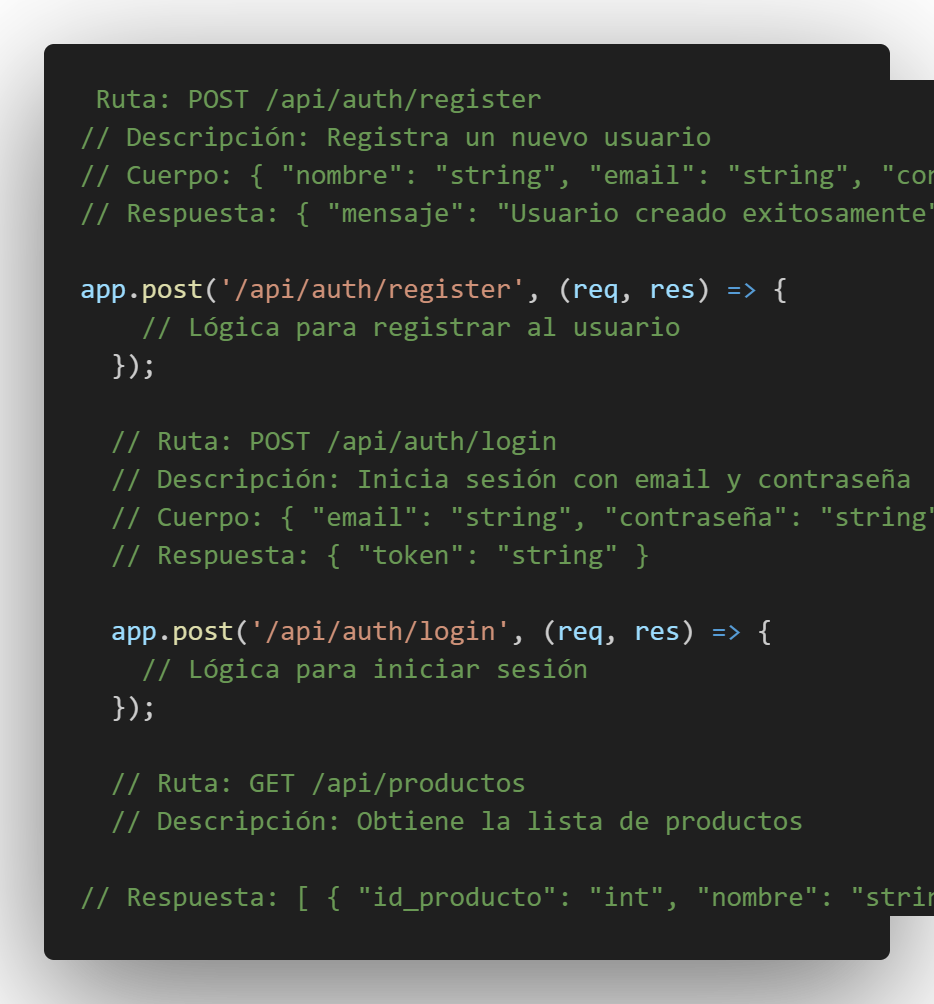 Ruta: POST /api/auth/register
// Descripción: Registra un nuevo usuario
// Cuerpo: { "nombre": "string", "email": "string", "con
// Respuesta: { "mensaje": "Usuario creado exitosamente"
app.post('/api/auth/register', (req, res) => {
// Lógica para registrar al usuario
});
// Ruta: POST /api/auth/login
// Descripción: Inicia sesión con email y contraseña
// Cuerpo: { "email": "string", "contraseña": "string"
// Respuesta: { "token": "string" }
app.post('/api/auth/login', (req, res) => {
// Lógica para iniciar sesión
});
// Ruta: GET /api/productos
// Descripción: Obtiene la lista de productos
// Respuesta: [ { "id_producto": "int", "nombre": "strin